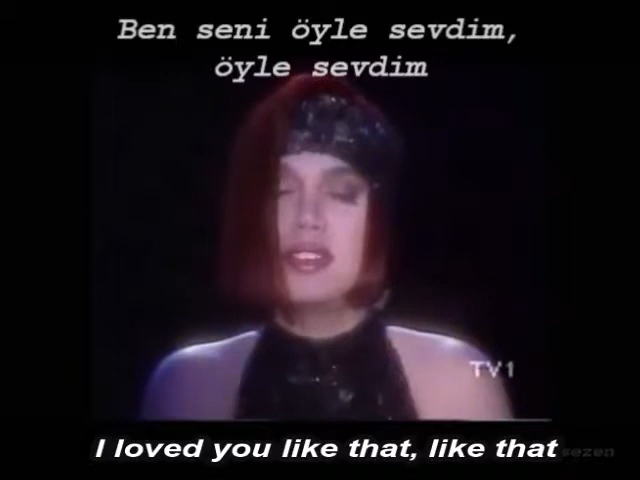 Ben seni öyle sevdim,
öyle sevdim
TV1
I loved you like that, like that
sezen